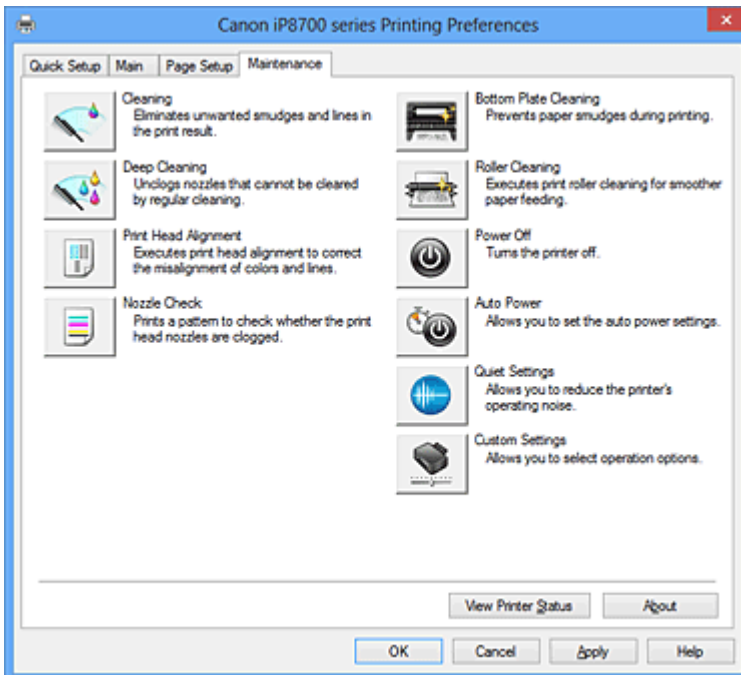 Canon iP8700 series Printing Preferences
Quick Setup
Main
Page Setup
Maintenance
Cleaning
Eliminates unwanted smudges and lines in
the print result.
Deep Cleaning
Unclogs nozzles that cannot be cleared
by regular cleaning.
Print Head Alignment
Executes print head alignment to correct
the misalignment of colors and lines.
Nozzle Check
Prints a pattern to check whether the print
head nozzles are clogged.
Bottom Plate Cleaning
Prevents paper smudges during printing.
Roller Cleaning
Executes print roller cleaning for smoother
paper feeding.
Power Off
Turns the printer off.
Auto Power
Allows you to set the auto power settings.
Quiet Settings
Allows you to reduce the printer's
operating noise.
Custom Settings
Allows you to select operation options.
View Printer Status
About
OK
Cancel
Apply
Help